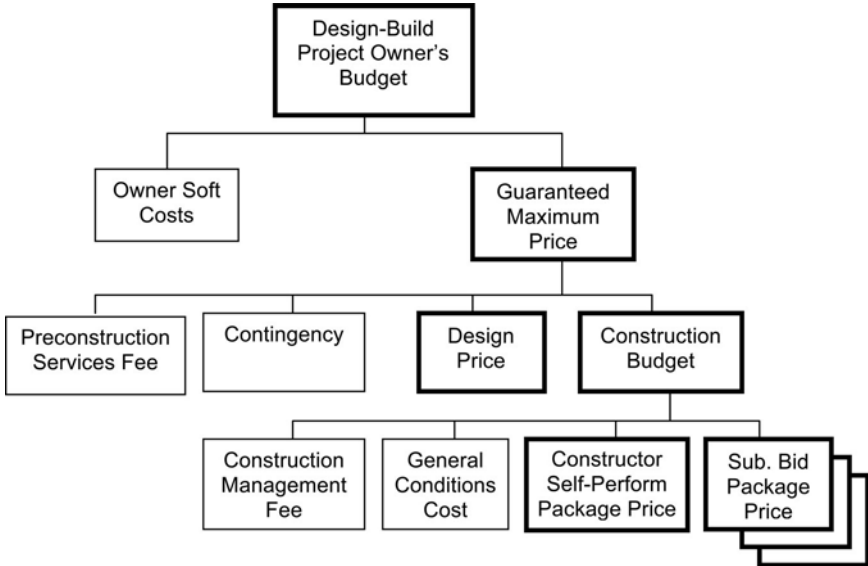 Design-Build
Project Owner’s
Budget
Owner Soft
Costs
Guaranteed
Maximum
Price
Preconstruction
Services Fee
Contingency
Design
Price
Construction
Budget
Construction
Management
Fee
General
Conditions
Cost
Constructor
Self-Perform
Package Price
Sub. Bid
Package
Price